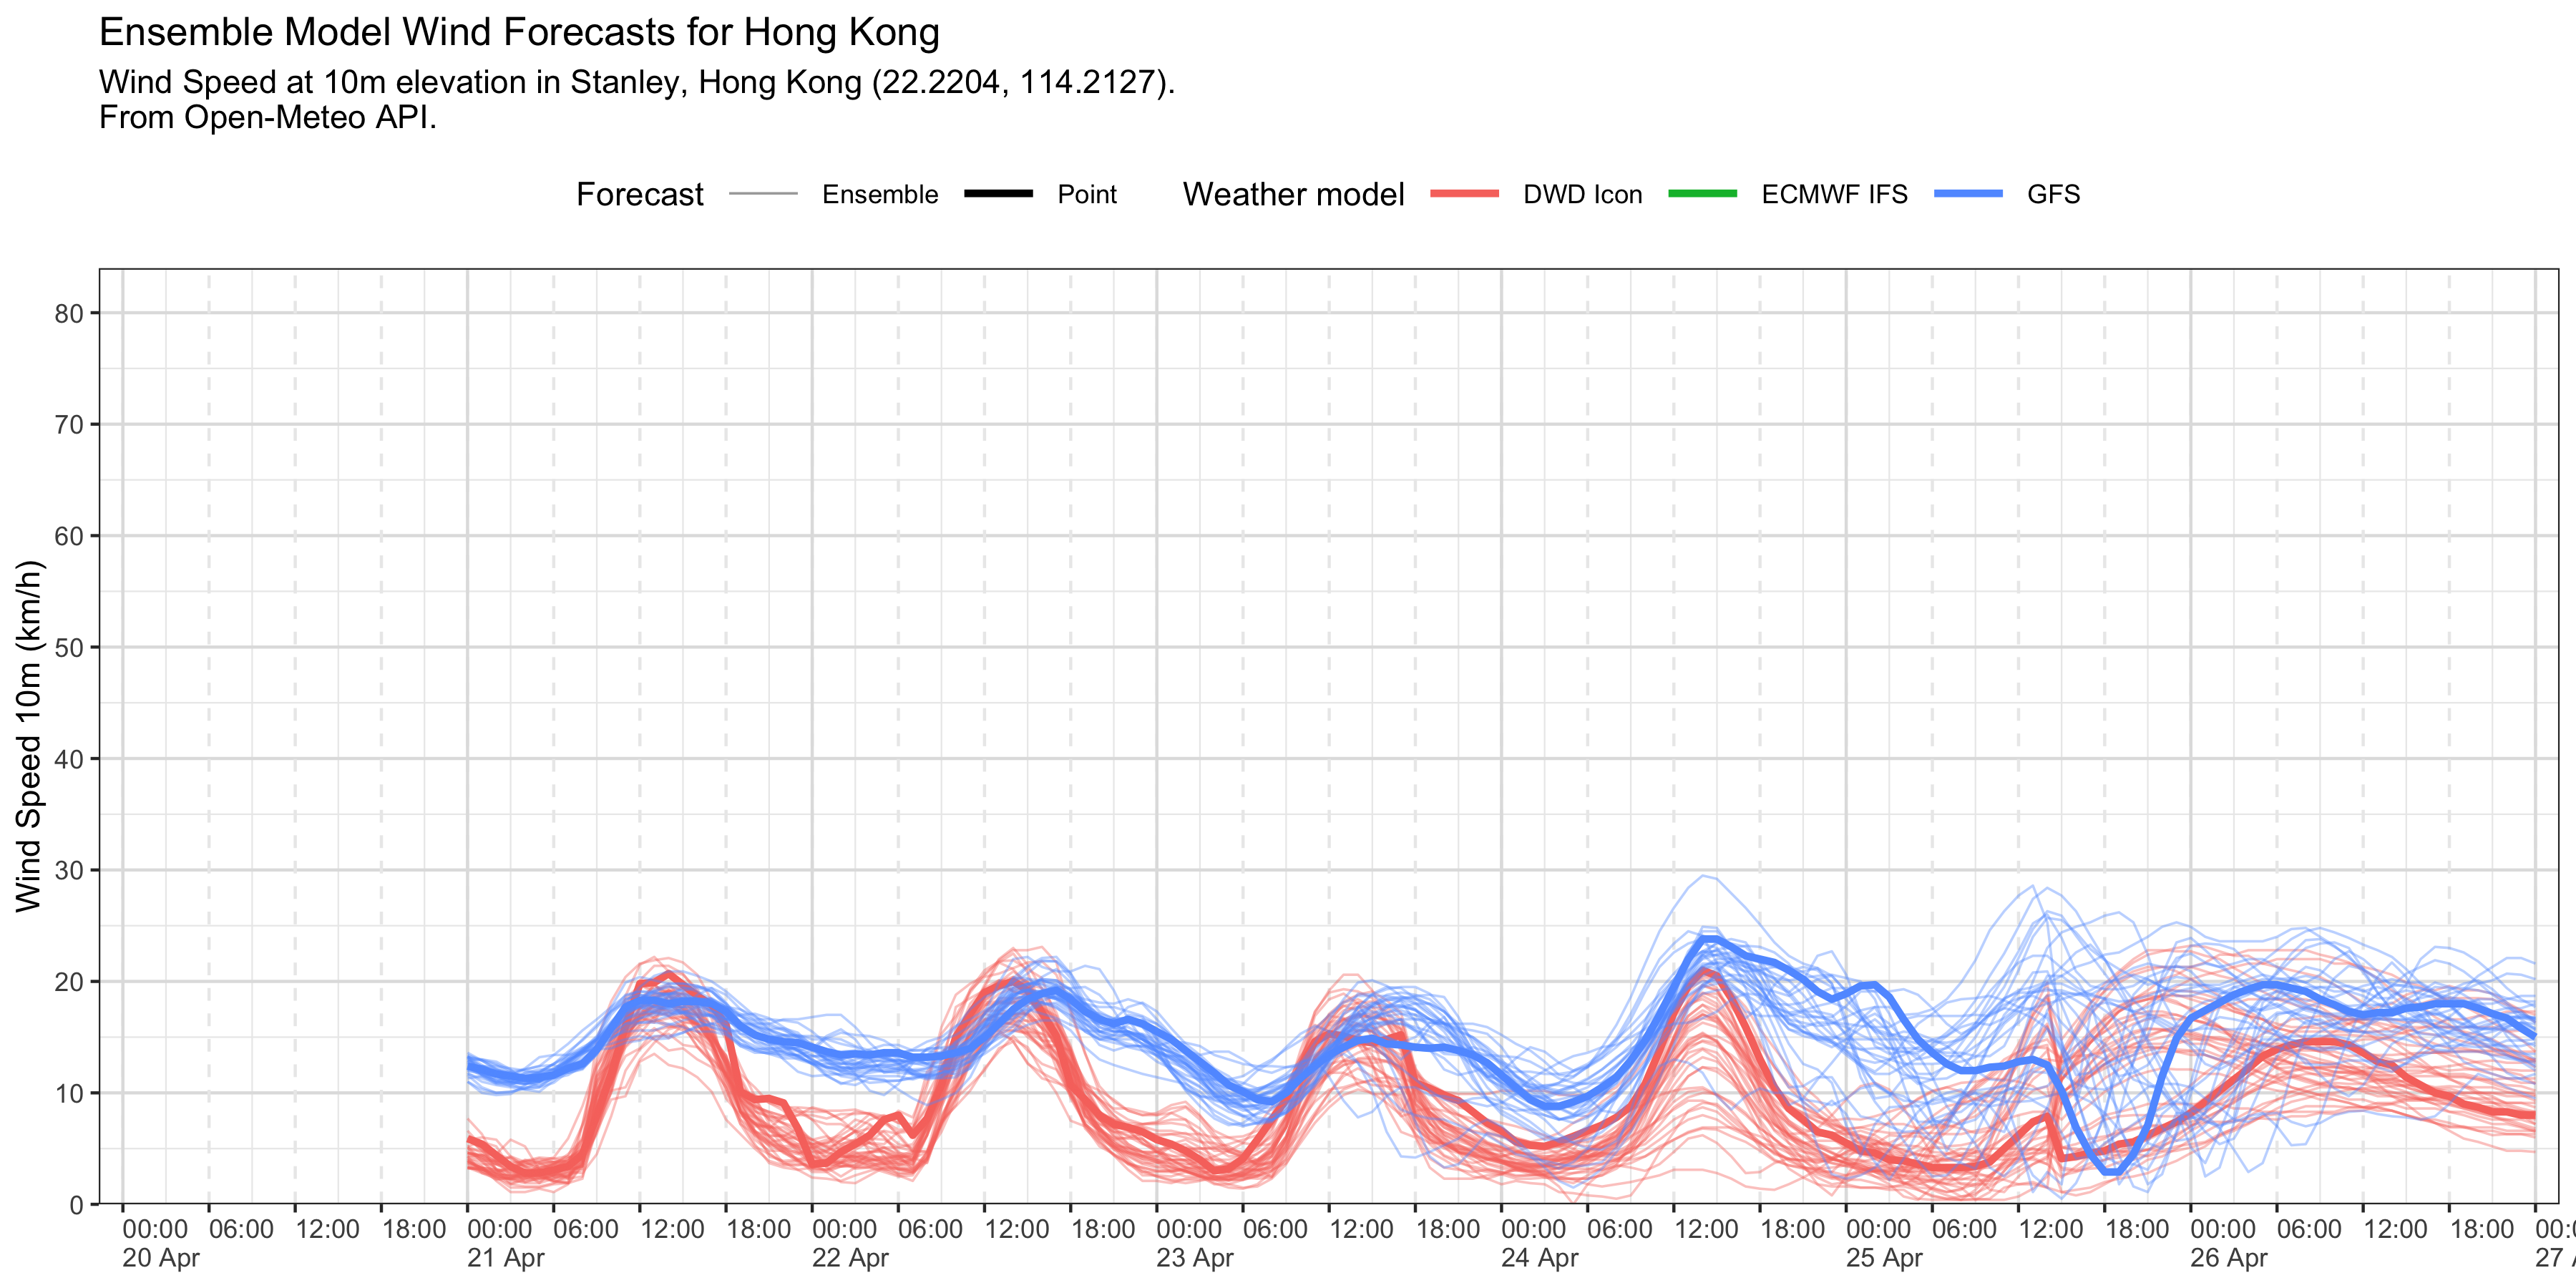 Ensemble Model Wind Forecasts for Hong Kong
Wind Speed at 10m elevation in Stanley, Hong Kong (22.2204, 114.2127).
From Open-Meteo API.
Forecast Ensemble Point Weather model DWD Icon ECMWF IFS GFS
Wind Speed 10m (km/h)
80
70
60
50
40
30
20
10
0
00:00 06:00 12:00 18:00 00:00 06:00 12:00 18:00 00:00 06:00 12:00 18:00 00:00 06:00 12:00 18:00 00:00 06:00 12:00 18:00 00:00 06:00 12:00 18:00 00:00 06:00 12:00 18:00
20 Apr 21 Apr 22 Apr 23 Apr 24 Apr 25 Apr 26 Apr 27